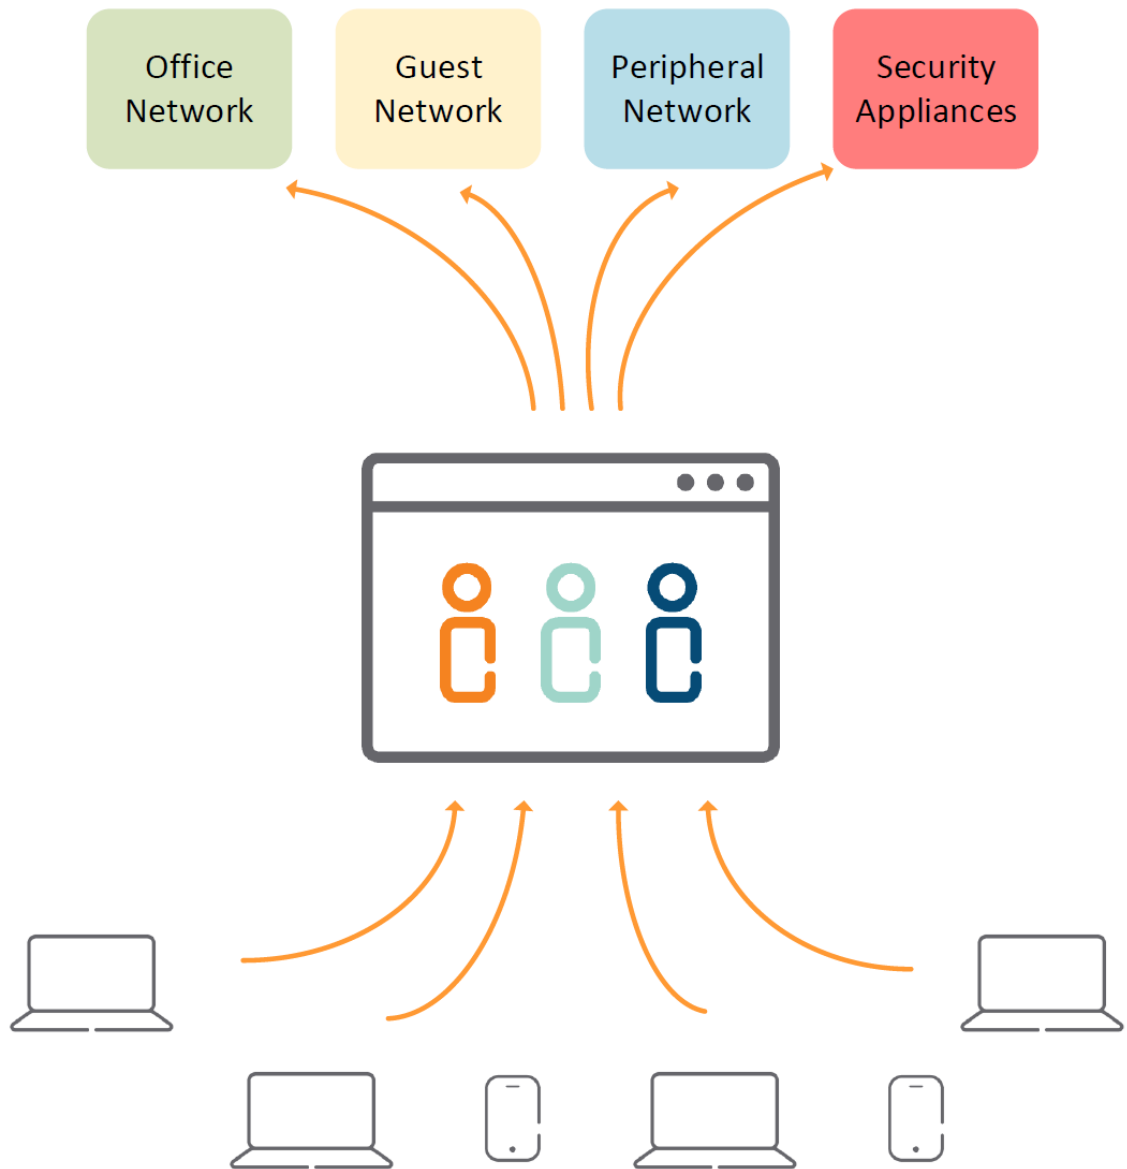 Office
Network
Guest
Network
Peripheral
Network
Security
Appliances